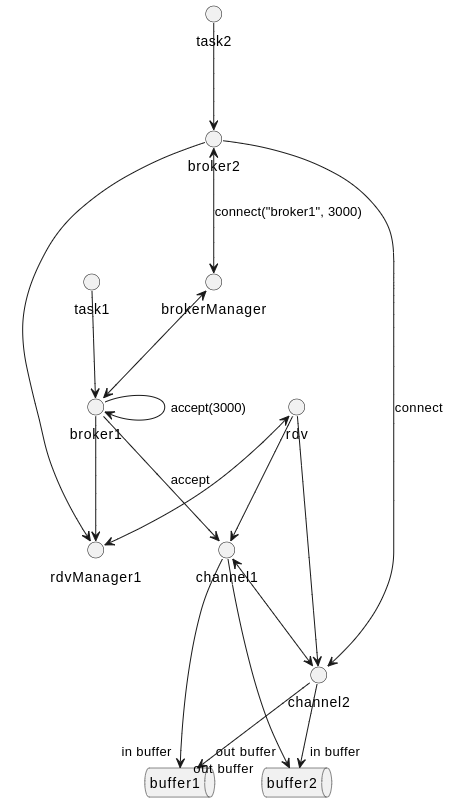 task2
broker2
connect("broker1", 3000)
task1
brokerManager
accept(3000)
connect
broker1
rdv
accept
rdvManager1
channel1
channel2
in buffer
out buffer
in buffer
out buffer
buffer1
buffer2